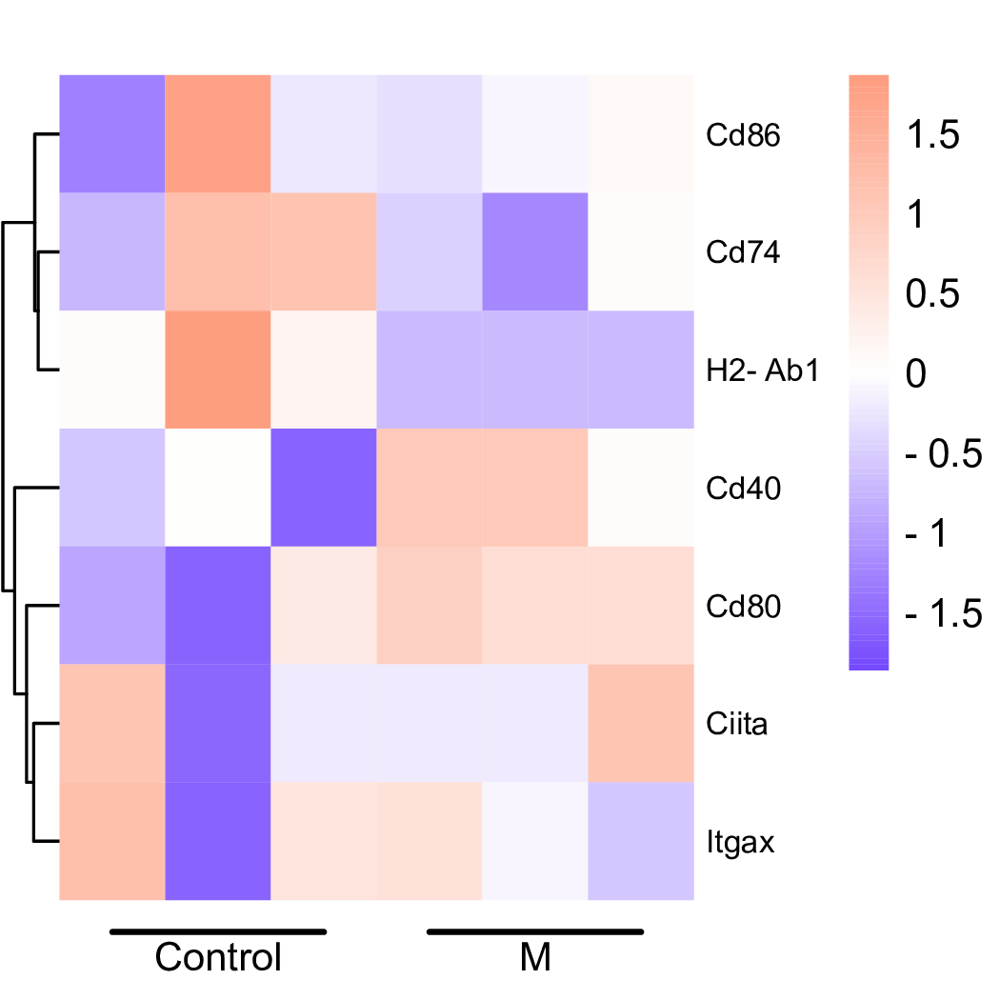 Cd86
Cd74
H2- Ab1
Cd40
Cd80
Ciita
Itgax
1.5
1
0.5
0
- 0.5
- 1
- 1.5
Control
M